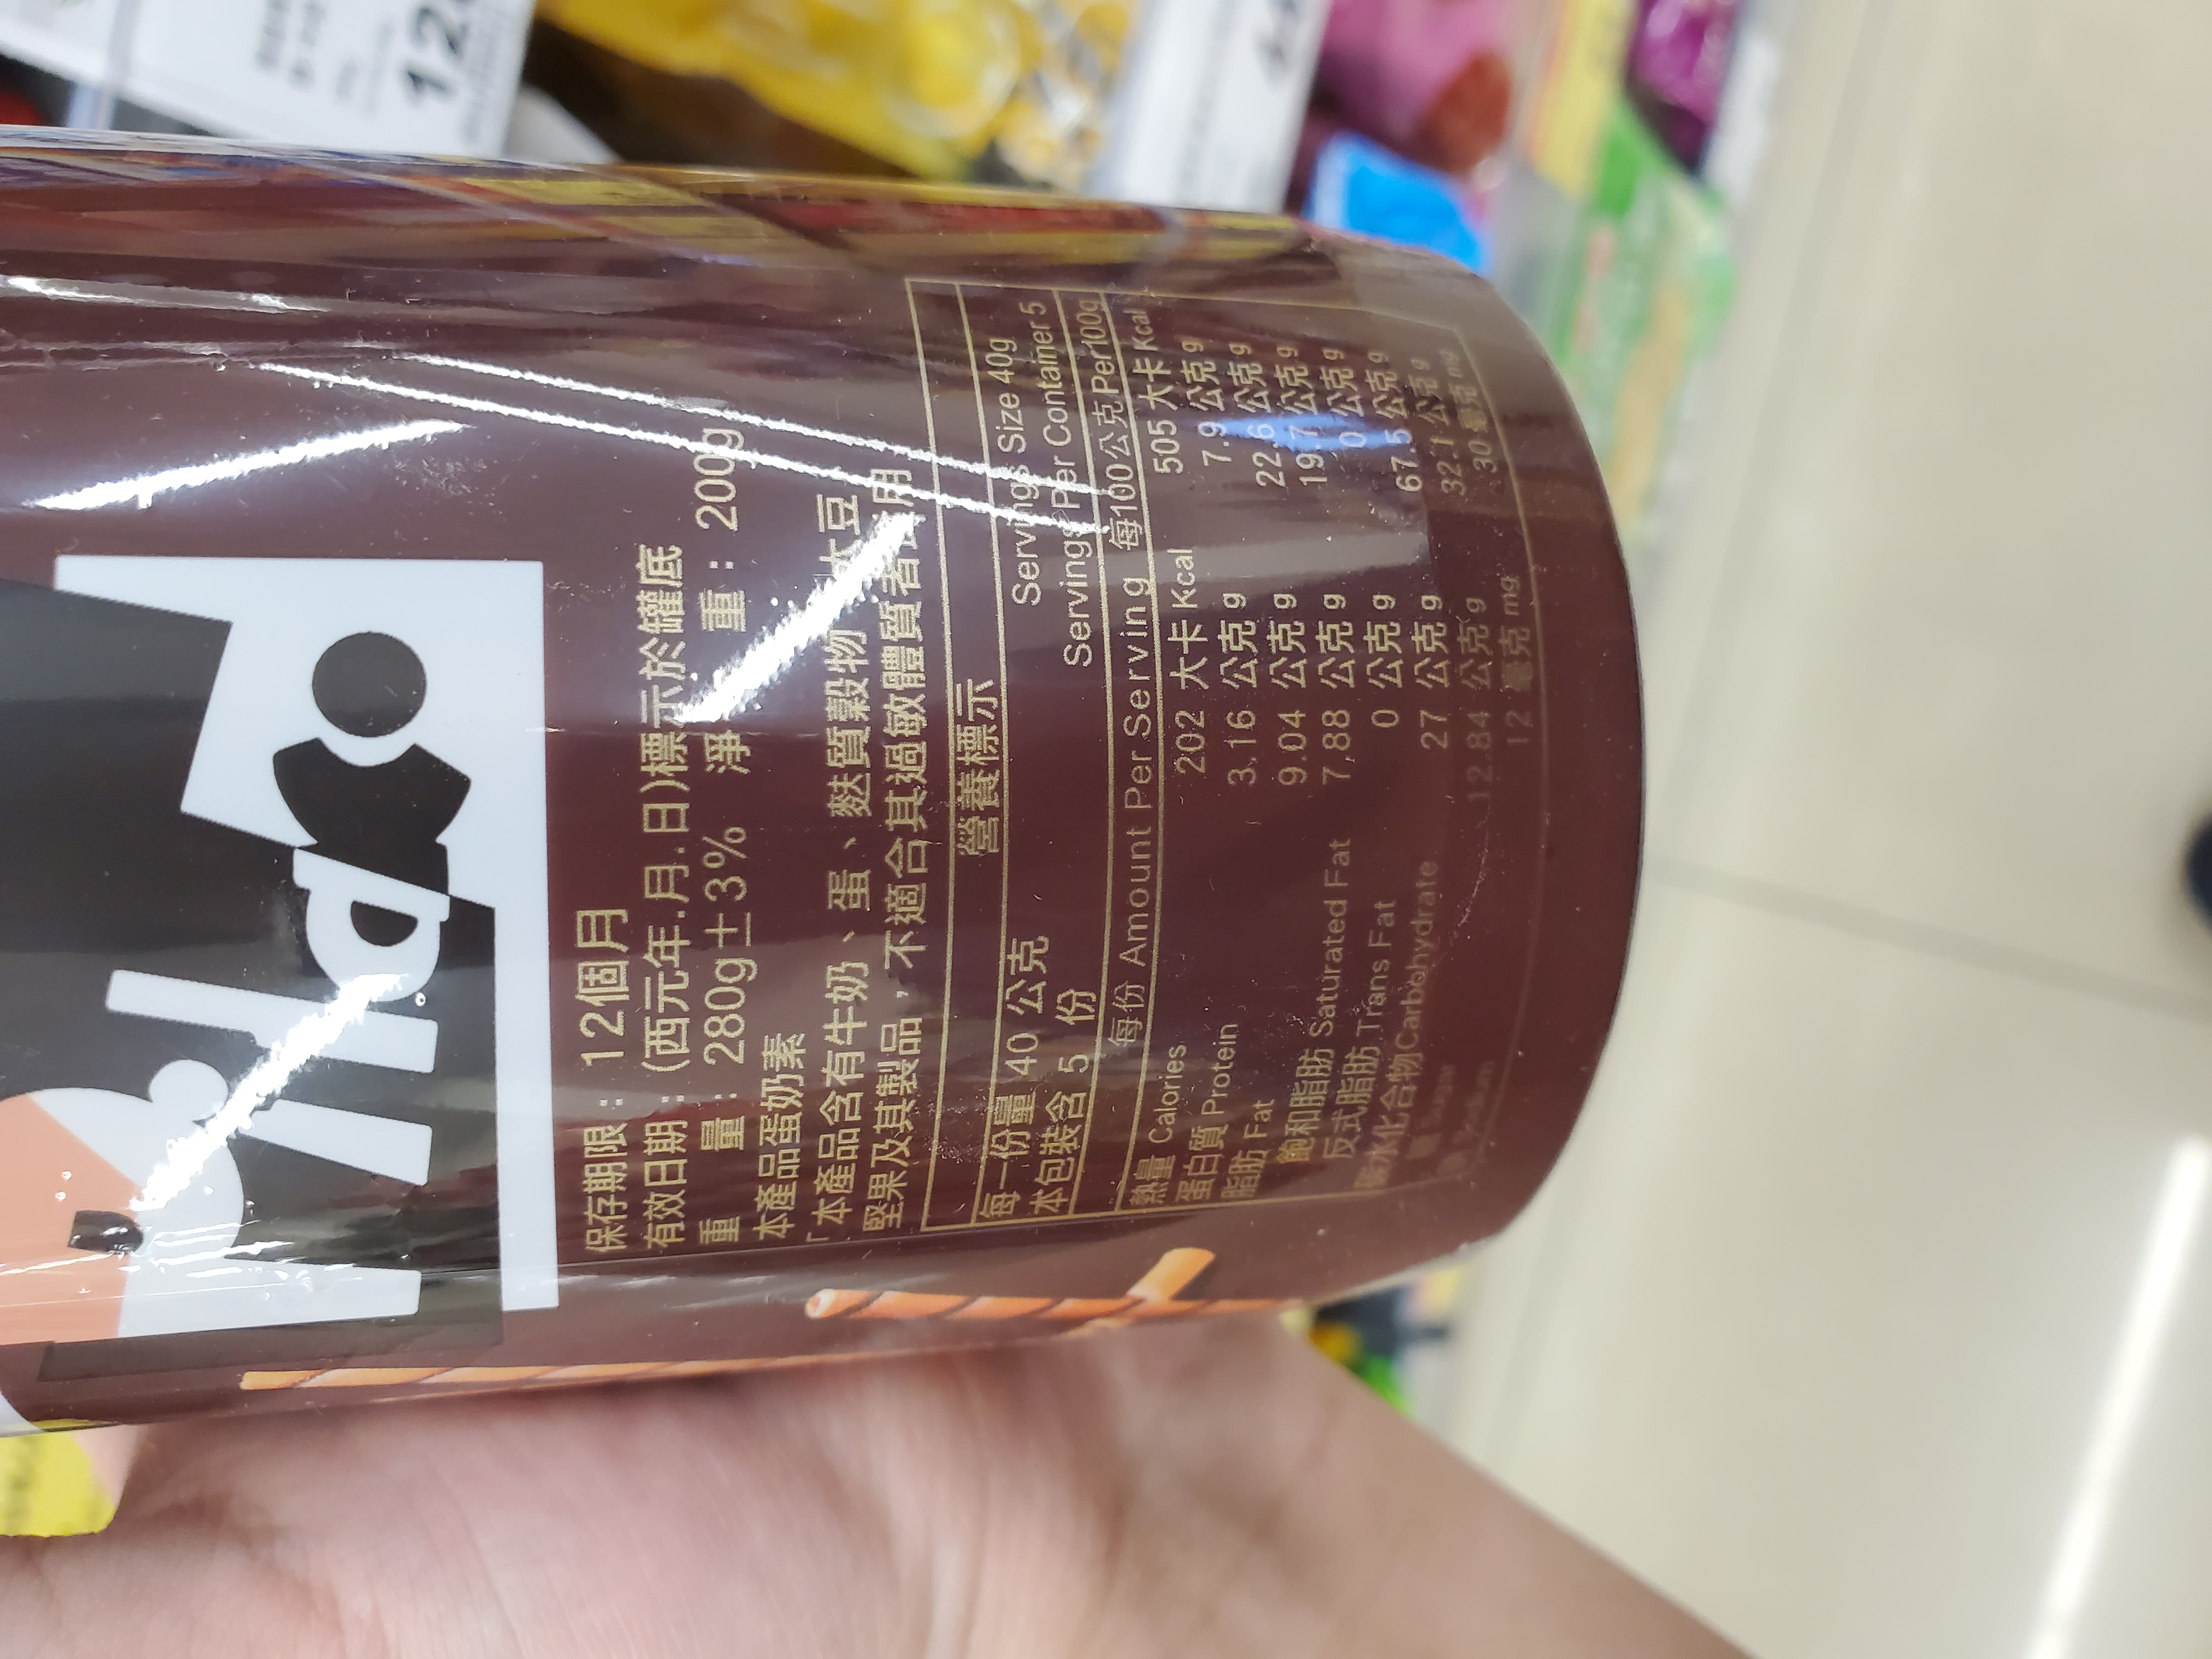 Pilaco
保存期限：12個月
有效日期：(西元年.月.日)標示於罐底
重 量：280g±3% 淨 重：200g
本產品蛋奶素
「本產品含有牛奶、蛋、麩質穀物 大豆、
堅果及其製品，不適合其過敏體質者食用
營養標示
每一份量 40 公克 Servings Size 40g
本包裝含 5 份 Servings Per Container 5
每份 Amount Per Serving 每100公克 Per100g
熱量 Calories 202 大卡 Kcal 505 大卡 Kcal
蛋白質 Protein 3.16 公克 g 7.9 公克 g
脂肪 Fat 9.04 公克 g 22.6 公克 g
飽和脂肪 Saturated Fat 7.88 公克 g 19.7 公克 g
反式脂肪 Trans Fat 0 公克 g 0 公克 g
碳水化合物 Carbohydrate 27 公克 g 67.5 公克 g
糖 Sugar 12.84 公克 g 32.1 公克 g
鈉 Sodium 12 毫克 mg 30 毫克 mg